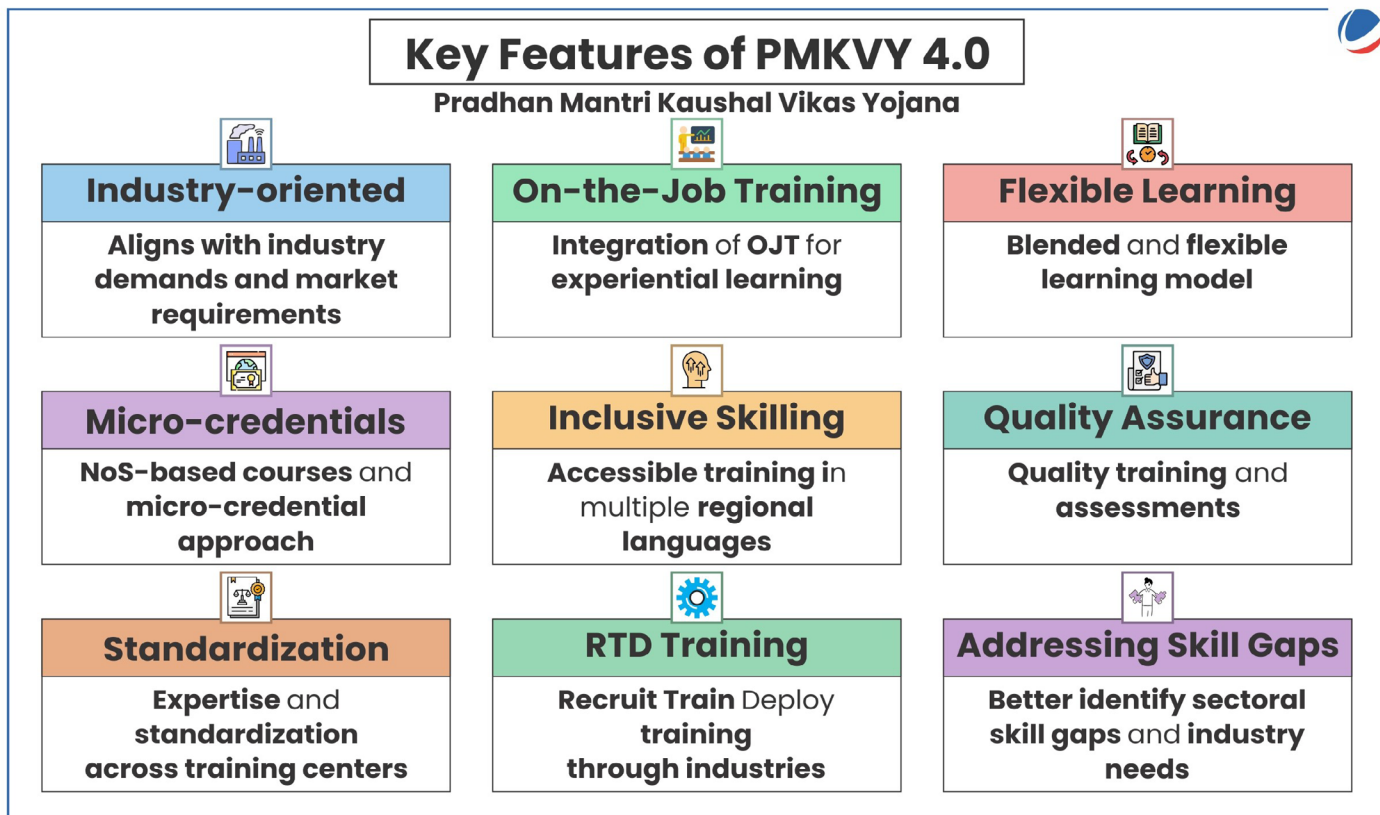 Key Features of PMKVY 4.0
Pradhan Mantri Kaushal Vikas Yojana
Industry-oriented
Aligns with industry
demands and market
requirements
On-the-Job Training
Integration of OJT for
experiential learning
Flexible Learning
Blended and flexible
learning model
Micro-credentials
NoS-based courses and
micro-credential
approach
Inclusive Skilling
Accessible training in
multiple regional
languages
Quality Assurance
Quality training and
assessments
Standardization
Expertise and
standardization
across training centers
RTD Training
Recruit Train Deploy
training
through industries
Addressing Skill Gaps
Better identify sectoral
skill gaps and industry
needs